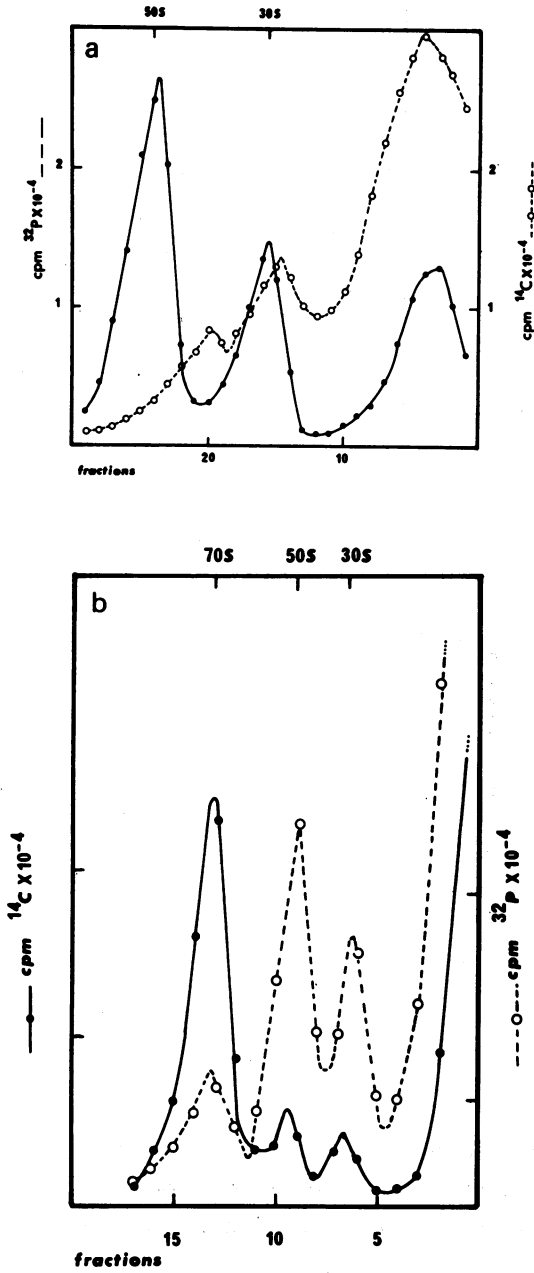 50S 30S
a
2 2
1 1
cpm 32P X 10-4
cpm 14C X 10-4
20 10
fractions
70S 50S 30S
b
cpm 14C X 10-4
cpm 32P X 10-4
15 10 5
fractions